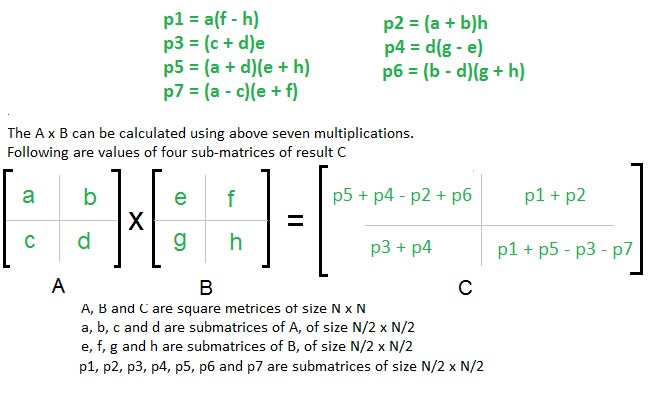 p1 = a(f - h) p2 = (a + b)h
p3 = (c + d)e p4 = d(g - e)
p5 = (a + d)(e + h) p6 = (b - d)(g + h)
p7 = (a - c)(e + f)
The A x B can be calculated using above seven multiplications.
Following are values of four sub-matrices of result C
a b e f p5 + p4 - p2 + p6 p1 + p2
X =
c d g h p3 + p4 p1 + p5 - p3 - p7
A B C
A, B and C are square metrices of size N x N
a, b, c and d are submatrices of A, of size N/2 x N/2
e, f, g and h are submatrices of B, of size N/2 x N/2
p1, p2, p3, p4, p5, p6 and p7 are submatrices of size N/2 x N/2